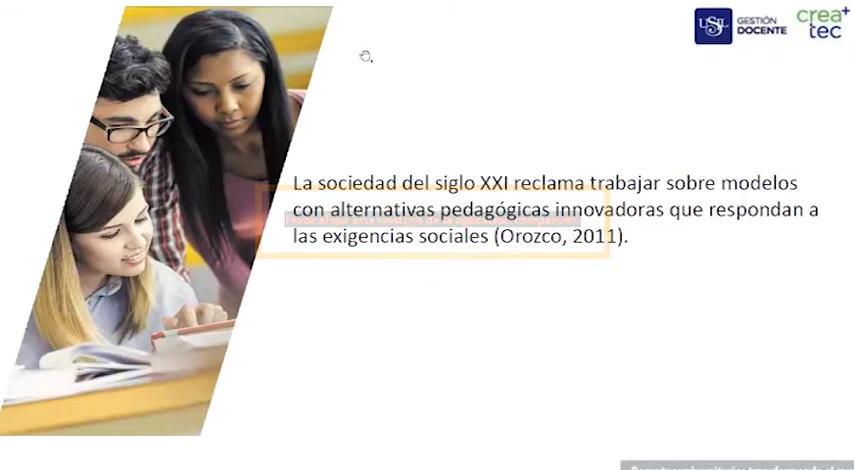 USIL GESTIÓN DOCENTE
crea+
tec
La sociedad del siglo XXI reclama trabajar sobre modelos
con alternativas pedagógicas innovadoras que respondan a
las exigencias sociales (Orozco, 2011).